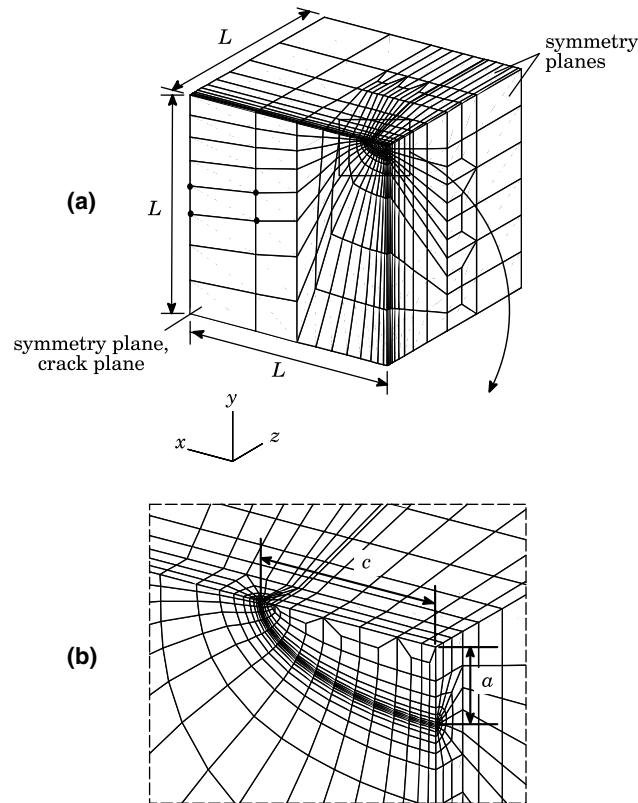 L
symmetry
planes
(a)
L
symmetry plane,
crack plane
L
y
x
z
c
(b)
a